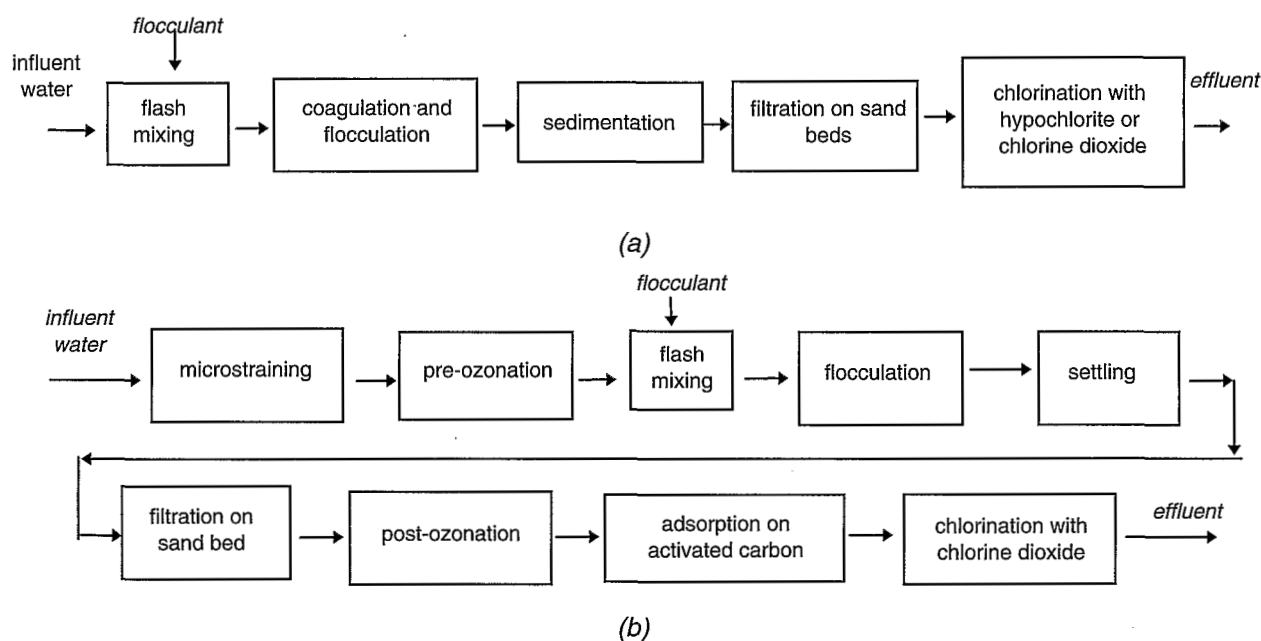 flocculant
influent
water
flash
mixing
coagulation and
flocculation
sedimentation
filtration on sand
beds
chlorination with
hypochlorite or
chlorine dioxide
effluent
(a)
flocculant
influent
water
microstraining
pre-ozonation
flash
mixing
flocculation
settling
filtration on
sand bed
post-ozonation
adsorption on
activated carbon
chlorination with
chlorine dioxide
effluent
(b)